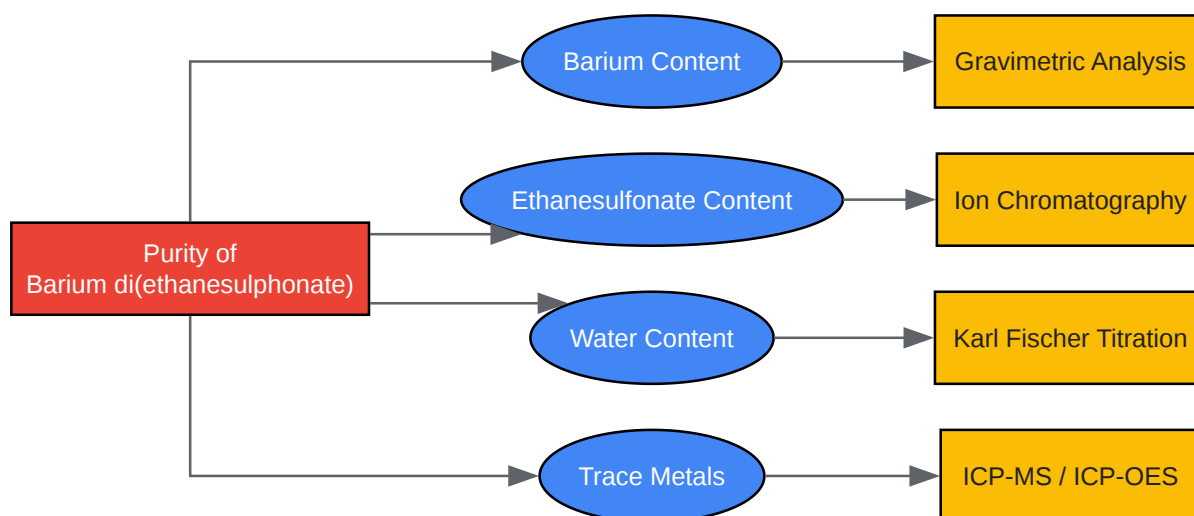 Barium Content
Gravimetric Analysis
Ethanesulfonate Content
Ion Chromatography
Purity of
Barium di(ethanesulphonate)
Water Content
Karl Fischer Titration
Trace Metals
ICP-MS / ICP-OES